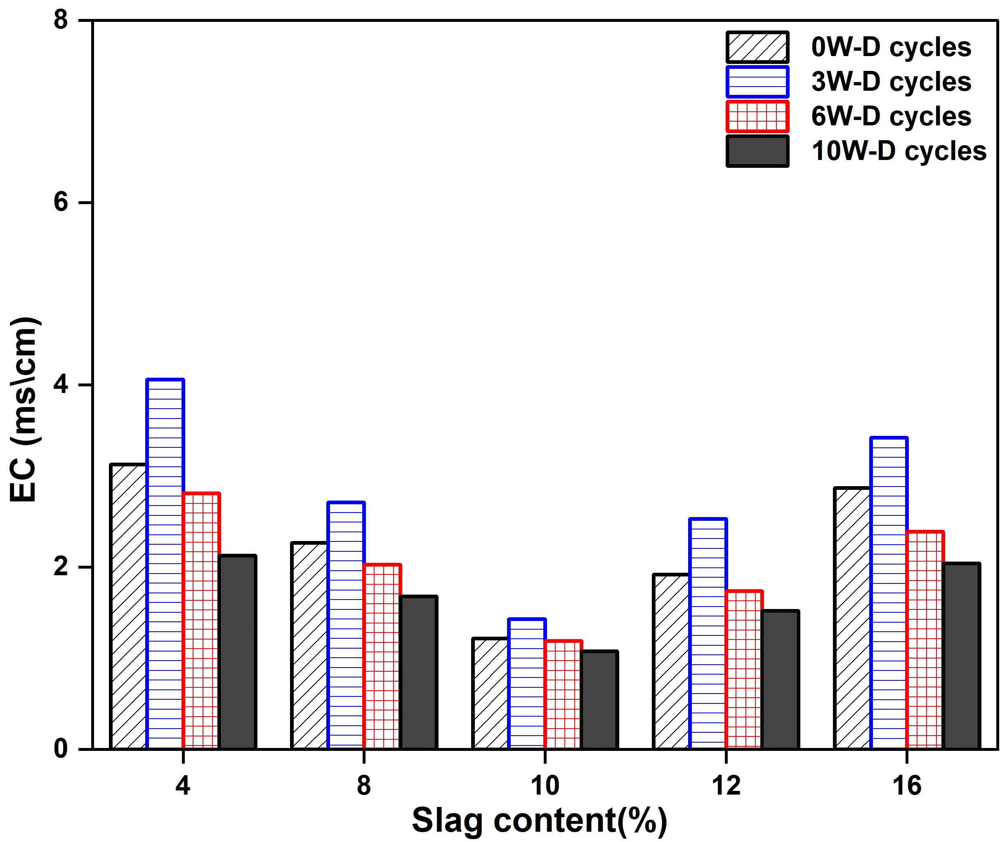 8
6
4
2
0
EC (ms\cm)
0W-D cycles
3W-D cycles
6W-D cycles
10W-D cycles
4 8 10 12 16
Slag content(%)